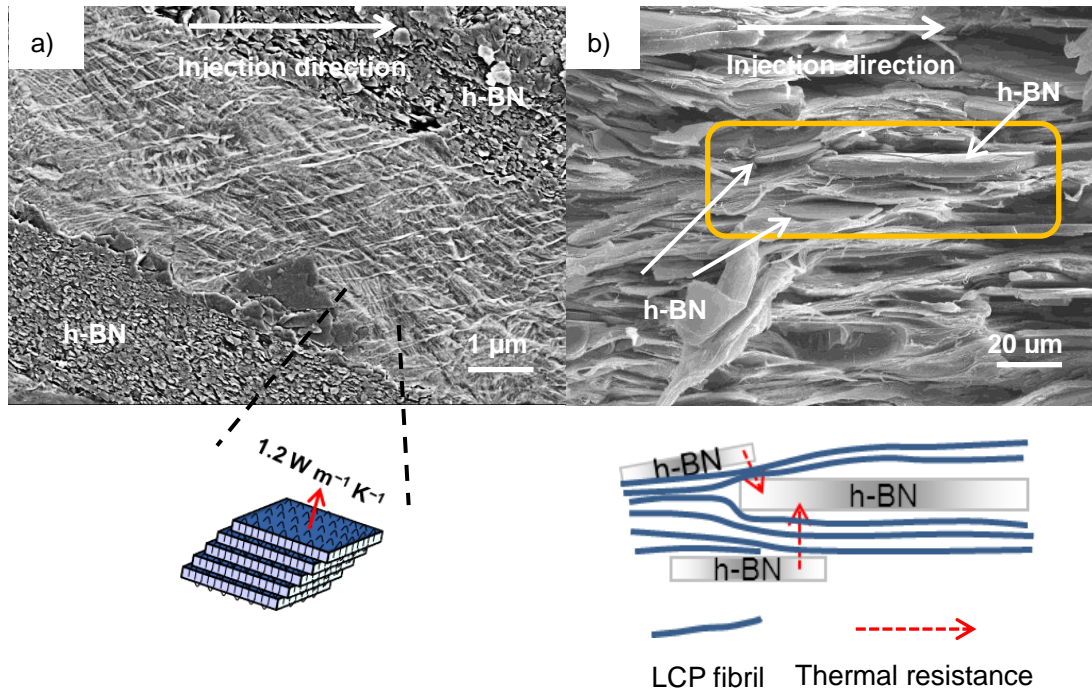 a)
Injection direction
h-BN
h-BN
1 µm
b)
Injection direction
h-BN
h-BN
20 um
1.2 W m⁻¹ K⁻¹
h-BN
h-BN
h-BN
LCP fibril
Thermal resistance